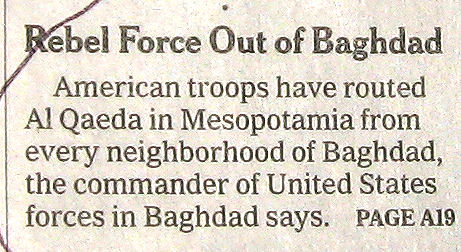 Rebel Force Out of Baghdad
American troops have routed
Al Qaeda in Mesopotamia from
every neighborhood of Baghdad,
the commander of United States
forces in Baghdad says. PAGE A19